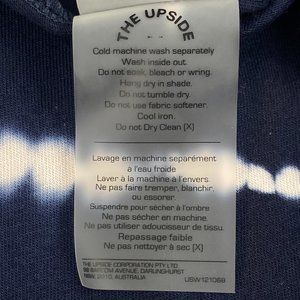 THE UPSIDE
Cold machine wash separately
Wash inside out.
Do not soak, bleach or wring.
Hang dry in shade.
Do not tumble dry.
Do not use fabric softener.
Cool iron.
Do not Dry Clean [X]
Lavage en machine separément
à l'eau froide
Laver à la machine à l'envers.
Ne pas faire tremper, blanchir,
ou essorer.
Suspendre pour sécher à l'ombre
Ne pas sécher en machine.
Ne pas utiliser adoucisseur de tissu.
Repassage faible
Ne pas nettoyer à sec [X]
THE UPSIDE CORPORATION PTY LTD
98 BARCOM AVENUE, DARLINGHURST
NSW, 2010, AUSTRALIA
USW121068